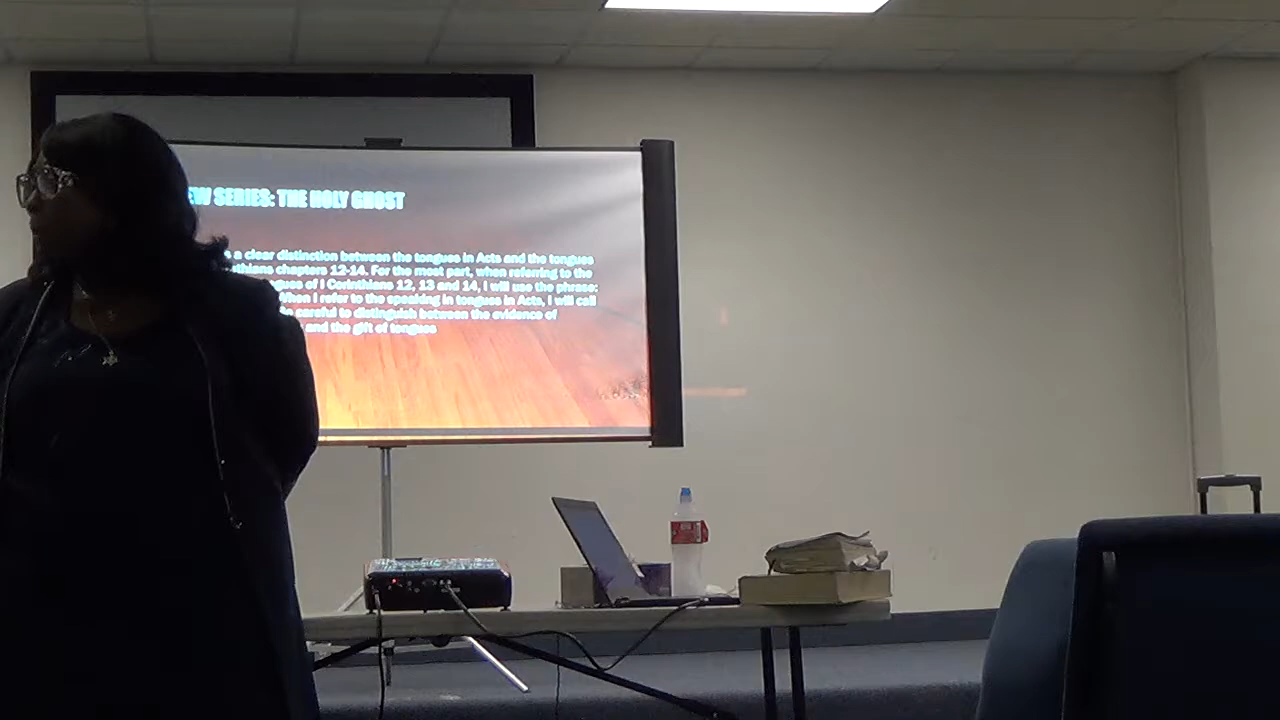 EW SERIES: THE HOLY GHOST
a clear distinction between the tongues in Acts and the tongues
chapters 12-14. For the most part, when referring to the
of I Corinthians 12, 13 and 14, I will use the phrase:
When I refer to the speaking in tongues in Acts, I will call
careful to distinguish between the evidence of
and the gift of tongues